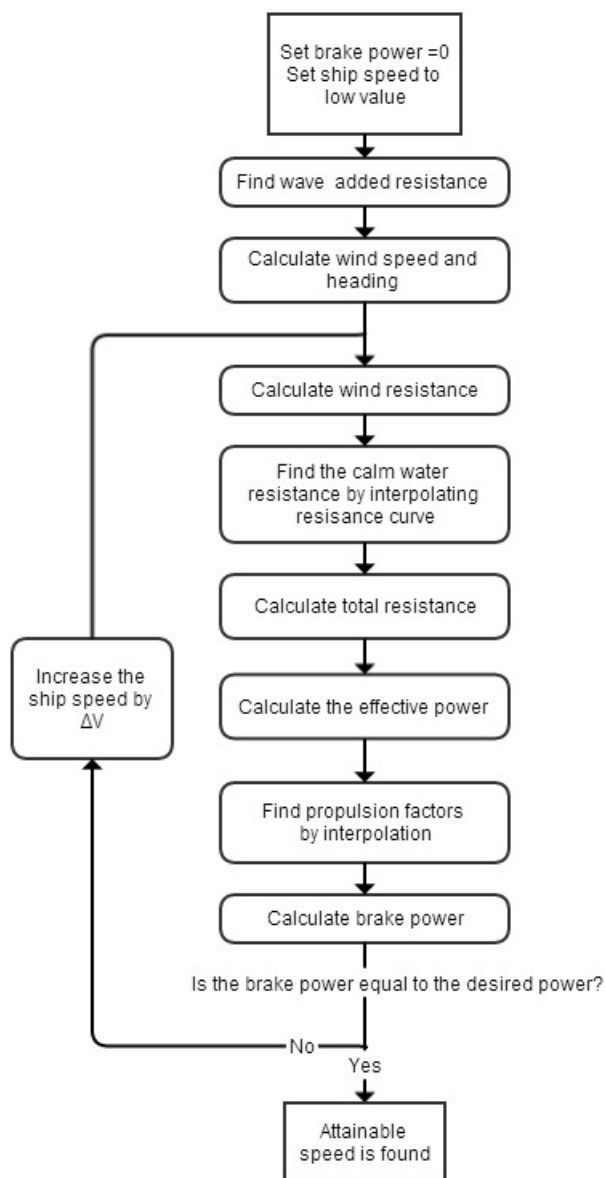 Set brake power =0
Set ship speed to
low value
Find wave added resistance
Calculate wind speed and
heading
Calculate wind resistance
Find the calm water
resistance by interpolating
resisance curve
Calculate total resistance
Increase the
ship speed by
ΔV
Calculate the effective power
Find propulsion factors
by interpolation
Calculate brake power
Is the brake power equal to the desired power?
No
Yes
Attainable
speed is found